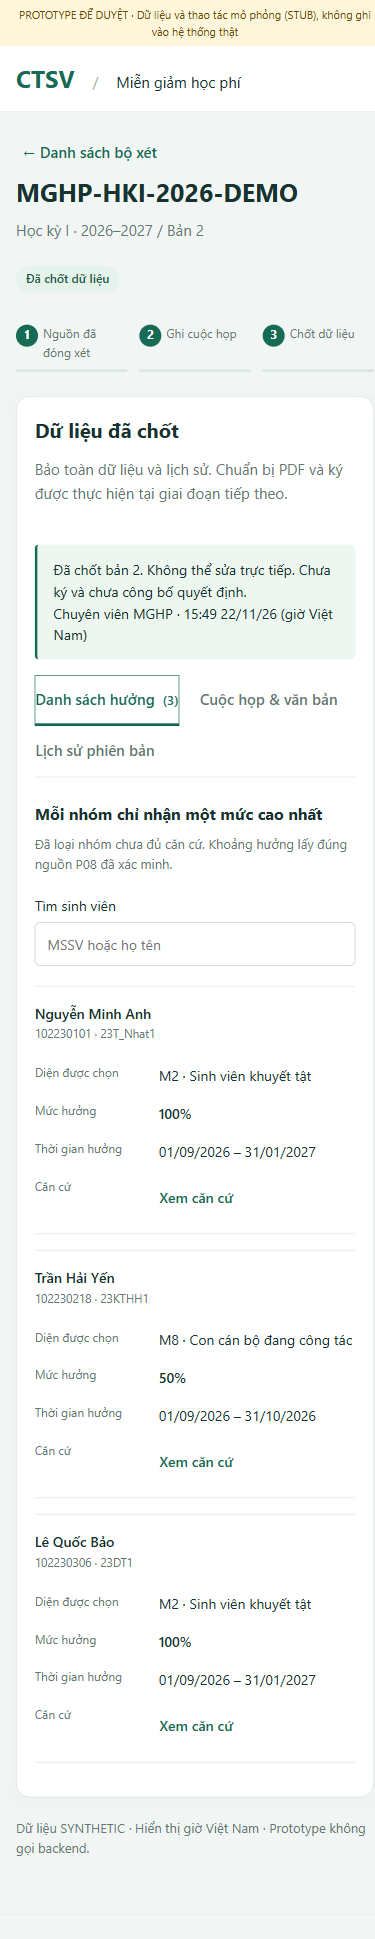 PROTOTYPE ĐỂ DUYỆT · Dữ liệu và thao tác mô phỏng (STUB), không ghi
vào hệ thống thật
CTSV / Miễn giảm học phí
← Danh sách bộ xét
MGHP-HKI-2026-DEMO
Học kỳ I · 2026–2027 / Bản 2
Đã chốt dữ liệu
1 Nguồn đã
đóng xét
2 Ghi cuộc họp
3 Chốt dữ liệu
Dữ liệu đã chốt
Bảo toàn dữ liệu và lịch sử. Chuẩn bị PDF và ký
được thực hiện tại giai đoạn tiếp theo.
Đã chốt bản 2. Không thể sửa trực tiếp. Chưa
ký và chưa công bố quyết định.
Chuyên viên MGHP · 15:49 22/11/26 (giờ Việt
Nam)
Danh sách hưởng (3)
Cuộc họp & văn bản
Lịch sử phiên bản
Mỗi nhóm chỉ nhận một mức cao nhất
Đã loại nhóm chưa đủ căn cứ. Khoảng hưởng lấy đúng
nguồn P08 đã xác minh.
Tìm sinh viên
MSSV hoặc họ tên
Nguyễn Minh Anh
102230101 · 23T_Nhat1
Diện được chọn M2 · Sinh viên khuyết tật
Mức hưởng 100%
Thời gian hưởng 01/09/2026 – 31/01/2027
Căn cứ Xem căn cứ
Trần Hải Yến
102230218 · 23KTHH1
Diện được chọn M8 · Con cán bộ đang công tác
Mức hưởng 50%
Thời gian hưởng 01/09/2026 – 31/10/2026
Căn cứ Xem căn cứ
Lê Quốc Bảo
102230306 · 23DT1
Diện được chọn M2 · Sinh viên khuyết tật
Mức hưởng 100%
Thời gian hưởng 01/09/2026 – 31/01/2027
Căn cứ Xem căn cứ
Dữ liệu SYNTHETIC · Hiển thị giờ Việt Nam · Prototype không
gọi backend.